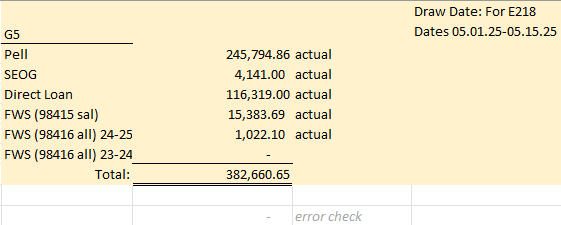 Draw Date: For E218
G5 Dates 05.01.25-05.15.25
Pell 245,794.86 actual
SEOG 4,141.00 actual
Direct Loan 116,319.00 actual
FWS (98415 sal) 15,383.69 actual
FWS (98416 all) 24-25 1,022.10 actual
FWS (98416 all) 23-24 -
Total: 382,660.65
- error check